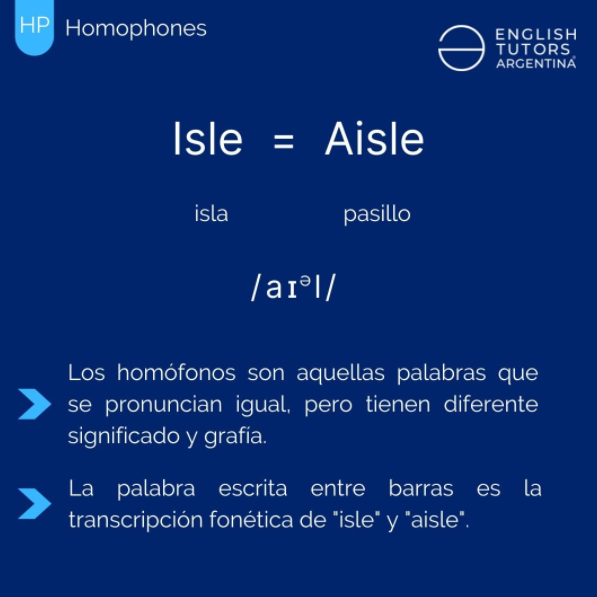 HP Homophones
ENGLISH
TUTORS
ARGENTINA®
Isle = Aisle
isla pasillo
/aɪᵊl/
Los homófonos son aquellas palabras que
se pronuncian igual, pero tienen diferente
significado y grafía.
La palabra escrita entre barras es la
transcripción fonética de "isle" y "aisle".